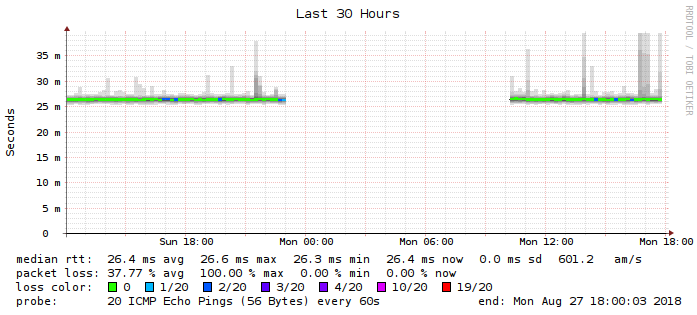 Last 30 Hours
RRDTOOL / TOBI OETIKER
Seconds
35 m
30 m
25 m
20 m
15 m
10 m
5 m
0
Sun 18:00 Mon 00:00 Mon 06:00 Mon 12:00 Mon 18:00
median rtt: 26.4 ms avg 26.6 ms max 26.3 ms min 26.4 ms now 0.0 ms sd 601.2 am/s
packet loss: 37.77 % avg 100.00 % max 0.00 % min 0.00 % now
loss color: 0 1/20 2/20 3/20 4/20 10/20 19/20
probe: 20 ICMP Echo Pings (56 Bytes) every 60s end: Mon Aug 27 18:00:03 2018